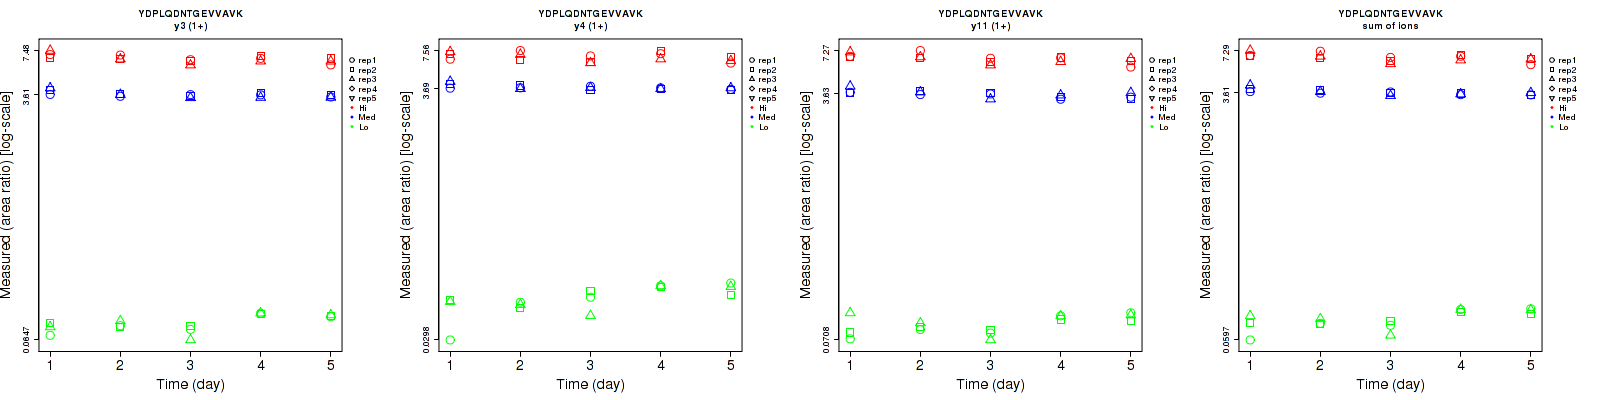 YDPLQDNTGEVVAVK
y3 (1+)
Measured (area ratio) [log-scale]
7.48
3.61
0.0647
1 2 3 4 5
Time (day)
rep1
rep2
rep3
rep4
rep5
Hi
Med
Lo
YDPLQDNTGEVVAVK
y4 (1+)
Measured (area ratio) [log-scale]
7.56
3.69
0.0298
1 2 3 4 5
Time (day)
rep1
rep2
rep3
rep4
rep5
Hi
Med
Lo
YDPLQDNTGEVVAVK
y11 (1+)
Measured (area ratio) [log-scale]
7.27
3.63
0.0708
1 2 3 4 5
Time (day)
rep1
rep2
rep3
rep4
rep5
Hi
Med
Lo
YDPLQDNTGEVVAVK
sum of ions
Measured (area ratio) [log-scale]
7.29
3.61
0.0597
1 2 3 4 5
Time (day)
rep1
rep2
rep3
rep4
rep5
Hi
Med
Lo